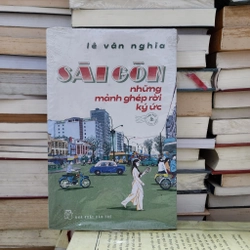 lê văn nghĩa
SÀI GÒN
những
mảnh ghép rời
ký ức